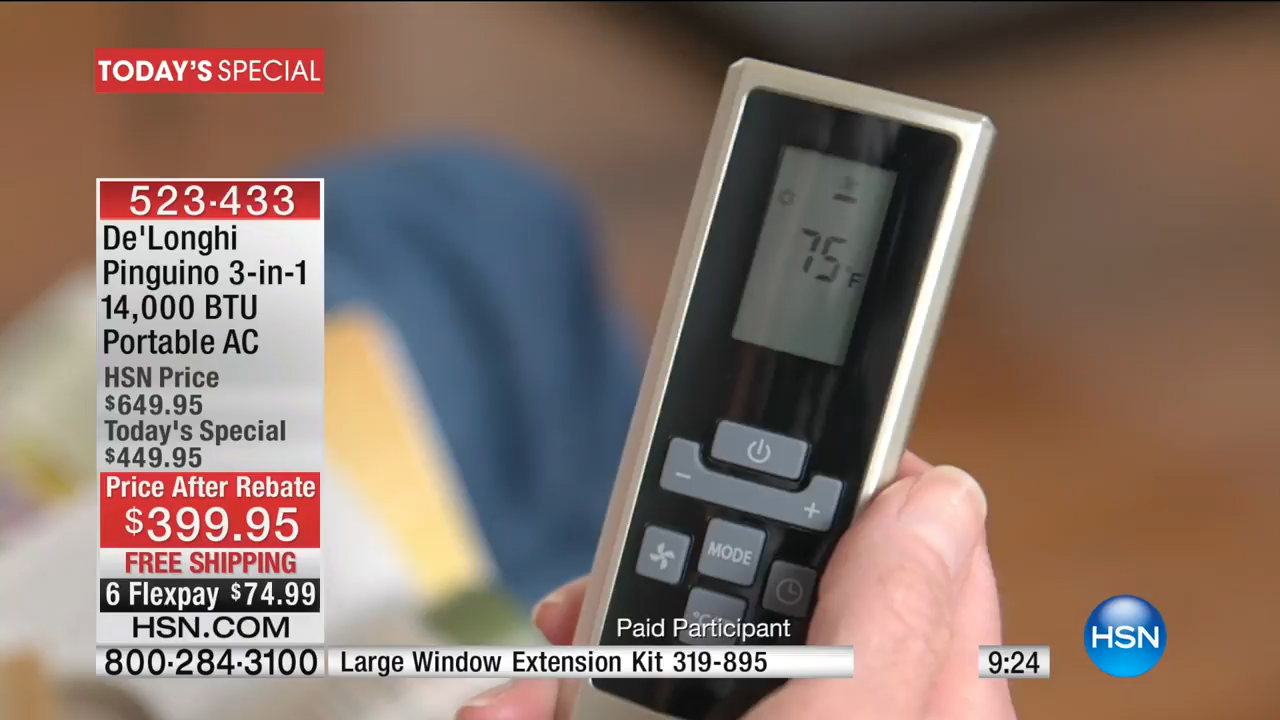 TODAY'S SPECIAL
523-433
De'Longhi
Pinguino 3-in-1
14,000 BTU
Portable AC
HSN Price
$649.95
Today's Special
$449.95
Price After Rebate
$399.95
FREE SHIPPING
6 Flexpay $74.99
HSN.COM
800-284-3100
Large Window Extension Kit 319-895
9:24
HSN
75°F
−
+
MODE
Paid Participant